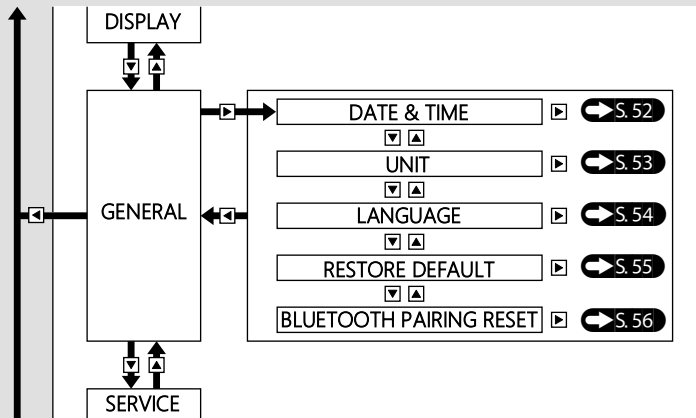 DISPLAY
DATE & TIME S. 52
UNIT S. 53
GENERAL
LANGUAGE S. 54
RESTORE DEFAULT S. 55
BLUETOOTH PAIRING RESET S. 56
SERVICE